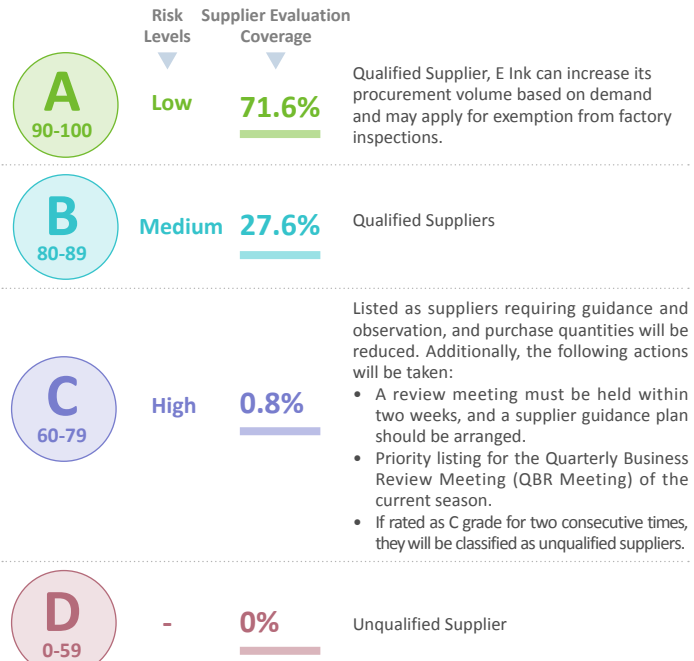 Risk Levels
Supplier Evaluation Coverage
A
90-100
Low
71.6%
Qualified Supplier, E Ink can increase its
procurement volume based on demand
and may apply for exemption from factory
inspections.
B
80-89
Medium
27.6%
Qualified Suppliers
C
60-79
High
0.8%
Listed as suppliers requiring guidance and
observation, and purchase quantities will be
reduced. Additionally, the following actions
will be taken:
• A review meeting must be held within
two weeks, and a supplier guidance plan
should be arranged.
• Priority listing for the Quarterly Business
Review Meeting (QBR Meeting) of the
current season.
• If rated as C grade for two consecutive times,
they will be classified as unqualified suppliers.
D
0-59
-
0%
Unqualified Supplier